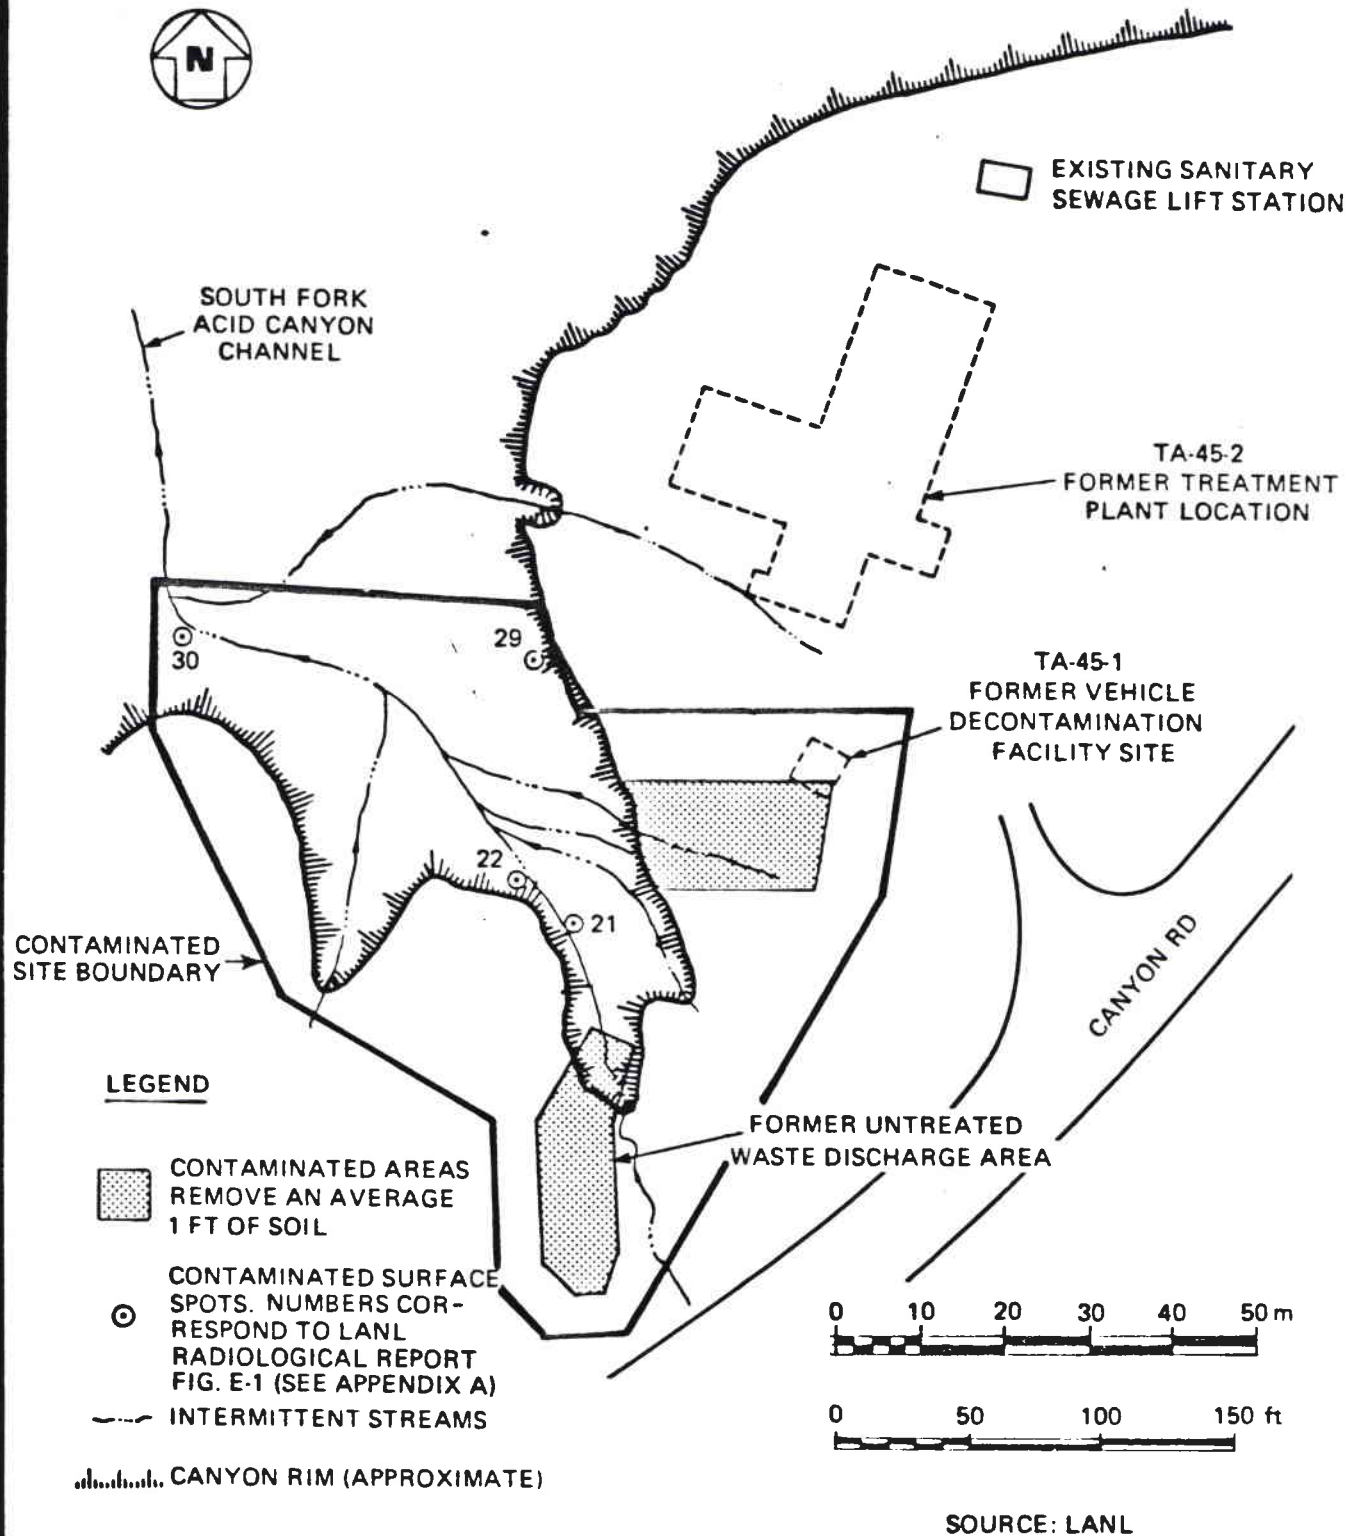 N
EXISTING SANITARY
SEWAGE LIFT STATION
SOUTH FORK
ACID CANYON
CHANNEL
TA-45-2
FORMER TREATMENT
PLANT LOCATION
29
30
TA-45-1
FORMER VEHICLE
DECONTAMINATION
FACILITY SITE
22
21
CONTAMINATED
SITE BOUNDARY
CANYON RD
LEGEND
FORMER UNTREATED
WASTE DISCHARGE AREA
CONTAMINATED AREAS
REMOVE AN AVERAGE
1 FT OF SOIL
CONTAMINATED SURFACE
SPOTS. NUMBERS COR-
RESPOND TO LANL
RADIOLOGICAL REPORT
FIG. E-1 (SEE APPENDIX A)
INTERMITTENT STREAMS
CANYON RIM (APPROXIMATE)
0 10 20 30 40 50 m
0 50 100 150 ft
SOURCE: LANL